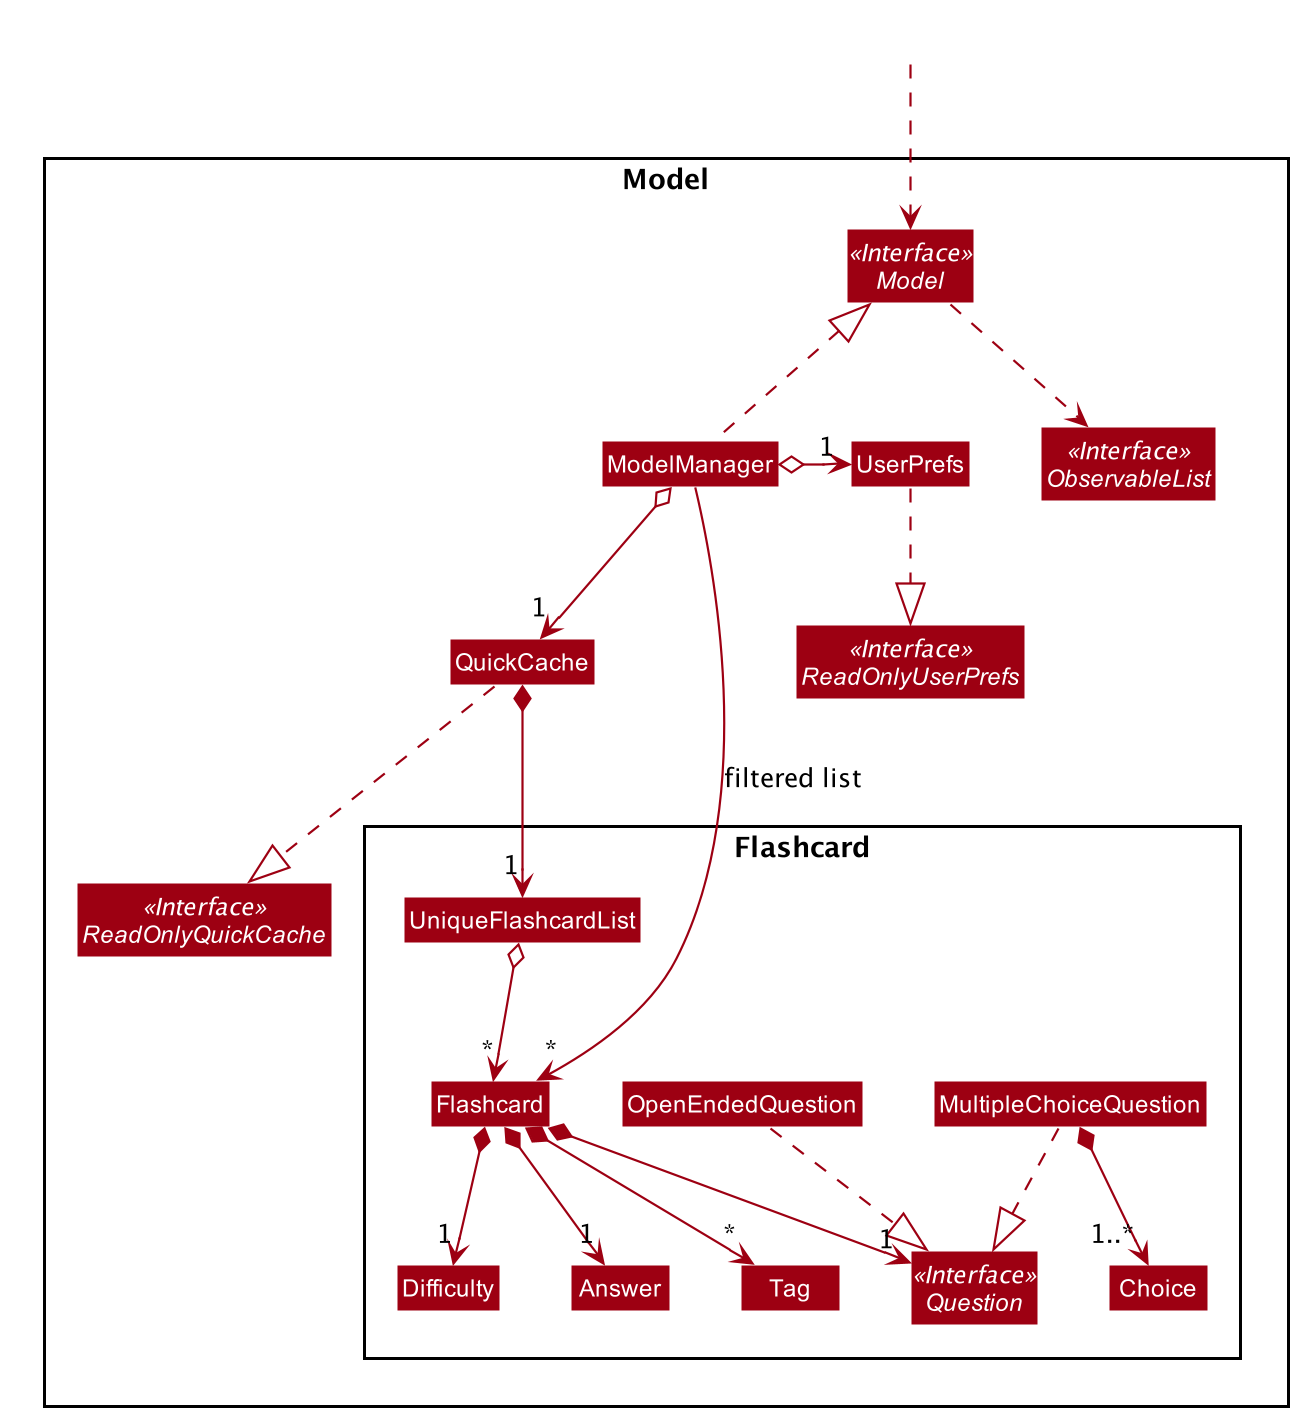 Model
«Interface»
Model
ModelManager
1
UserPrefs
«Interface»
ObservableList
1
QuickCache
«Interface»
ReadOnlyUserPrefs
filtered list
Flashcard
1
UniqueFlashcardList
«Interface»
ReadOnlyQuickCache
*
*
Flashcard
OpenEndedQuestion
MultipleChoiceQuestion
1
1
*
1
1..*
Difficulty
Answer
Tag
«Interface»
Question
Choice